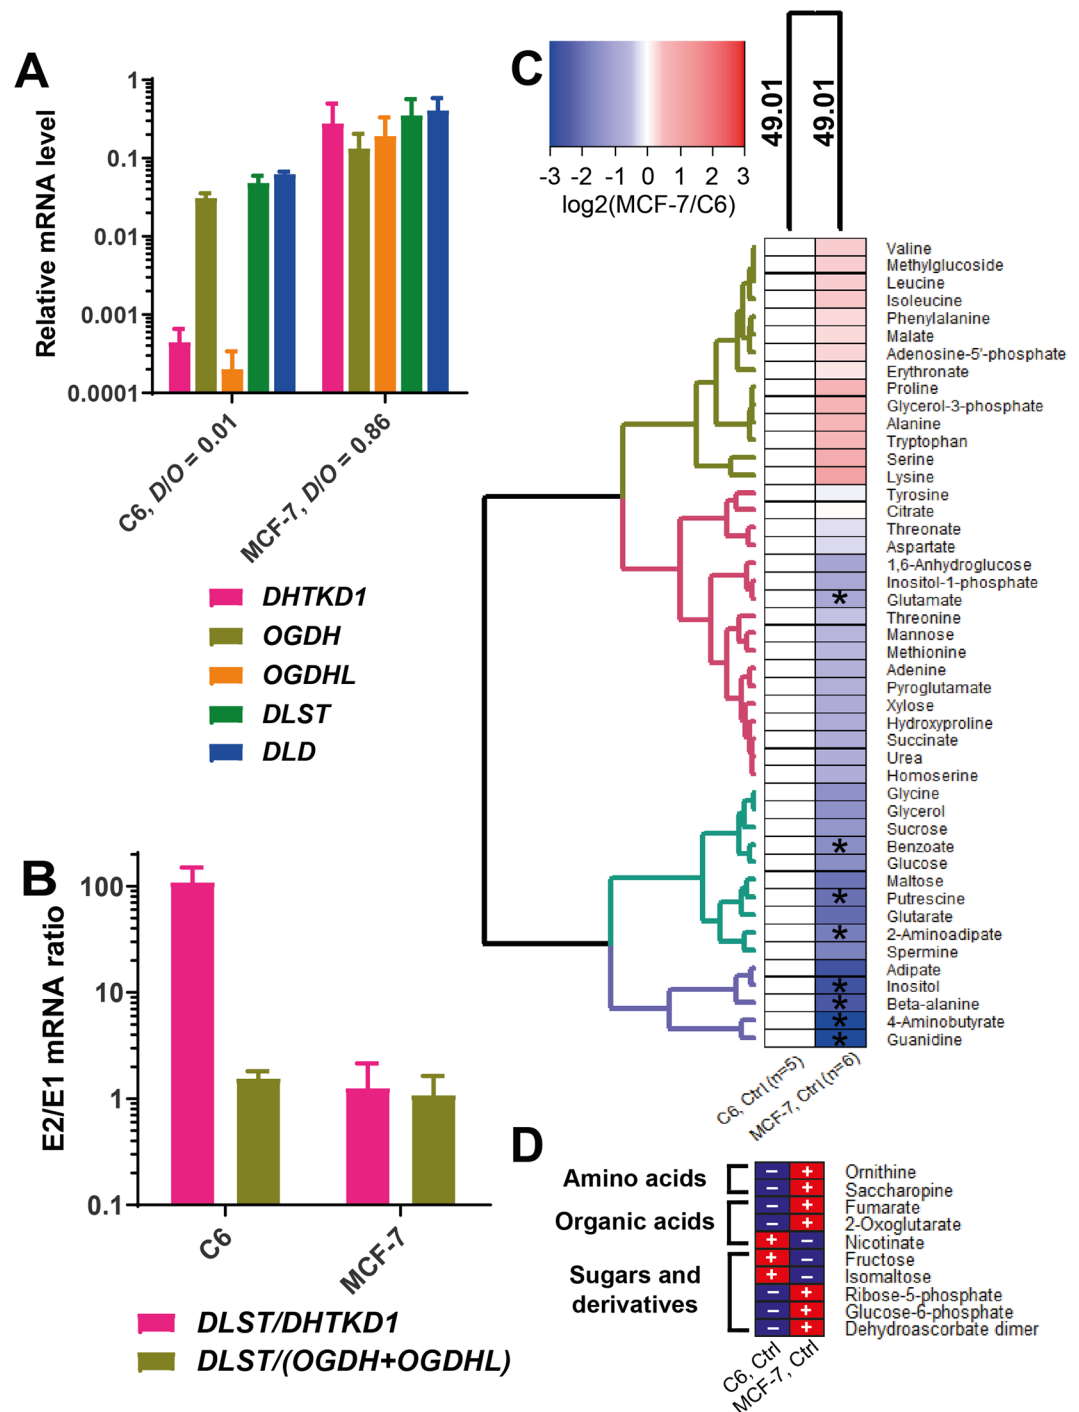 A
Relative mRNA level
1
0.1
0.01
0.001
0.0001
C6, D/O = 0.01
MCF-7, D/O = 0.86
DHTKD1
OGDH
OGDHL
DLST
DLD
B
E2/E1 mRNA ratio
100
10
1
0.1
C6
MCF-7
DLST/DHTKD1
DLST/(OGDH+OGDHL)
C
-3 -2 -1 0 1 2 3
log2(MCF-7/C6)
49.01
49.01
Valine
Methylglucoside
Leucine
Isoleucine
Phenylalanine
Malate
Adenosine-5'-phosphate
Erythronate
Proline
Glycerol-3-phosphate
Alanine
Tryptophan
Serine
Lysine
Tyrosine
Citrate
Threonate
Aspartate
1,6-Anhydroglucose
Inositol-1-phosphate
* Glutamate
Threonine
Mannose
Methionine
Adenine
Pyroglutamate
Xylose
Hydroxyproline
Succinate
Urea
Homoserine
Glycine
Glycerol
Sucrose
* Benzoate
Glucose
Maltose
* Putrescine
Glutarate
* 2-Aminoadipate
Spermine
Adipate
* Inositol
* Beta-alanine
* 4-Aminobutyrate
* Guanidine
C6, Ctrl (n=5)
MCF-7, Ctrl (n=6)
D
Amino acids
Organic acids
Sugars and
derivatives
− + Ornithine
− + Saccharopine
− + Fumarate
− + 2-Oxoglutarate
+ − Nicotinate
+ − Fructose
+ − Isomaltose
− + Ribose-5-phosphate
− + Glucose-6-phosphate
− + Dehydroascorbate dimer
C6, Ctrl
MCF-7, Ctrl